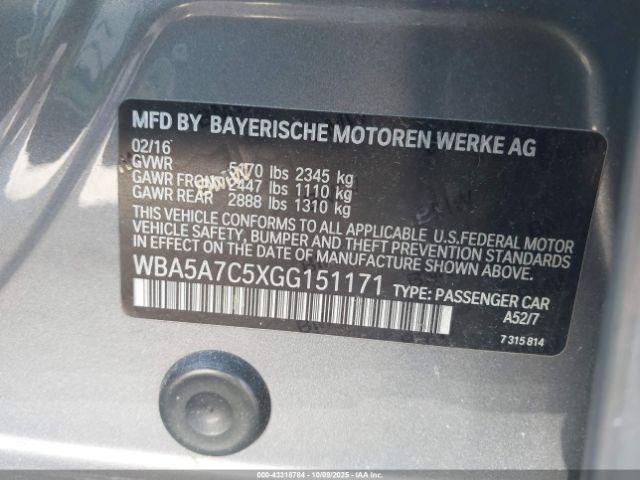 MFD BY BAYERISCHE MOTOREN WERKE AG
02/16
GVWR 5170 lbs 2345 kg
GAWR FRONT 2447 lbs 1110 kg
GAWR REAR 2888 lbs 1310 kg
THIS VEHICLE CONFORMS TO ALL APPLICABLE U.S. FEDERAL MOTOR
VEHICLE SAFETY, BUMPER, AND THEFT PREVENTION STANDARDS
IN EFFECT ON THE DATE OF MANUFACTURE SHOWN ABOVE.
WBA5A7C5XGG151171 TYPE: PASSENGER CAR
A52/7
7 315 814
000-43318784 | 10/09/2025 | IAAI.COM